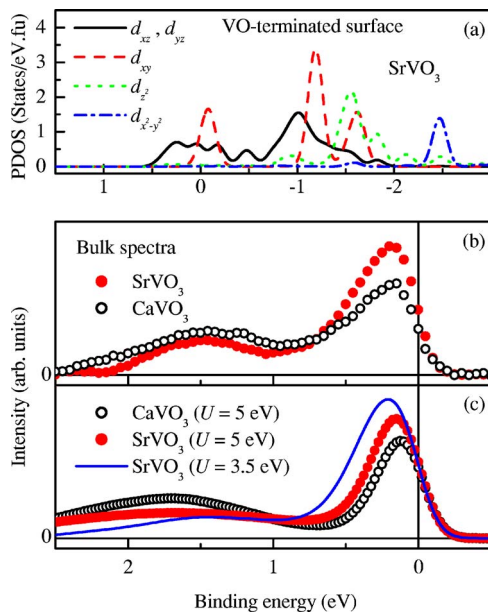 VO-terminated surface (a)
PDOS (States/eV.fu)
4
3
2
1
0
d_xz , d_yz
d_xy
d_z²
d_x²-y²
SrVO₃
1 0 -1 -2
Intensity (arb. units)
Bulk spectra (b)
SrVO₃
CaVO₃
0
(c)
CaVO₃ (U = 5 eV)
SrVO₃ (U = 5 eV)
SrVO₃ (U = 3.5 eV)
0
2 1 0
Binding energy (eV)